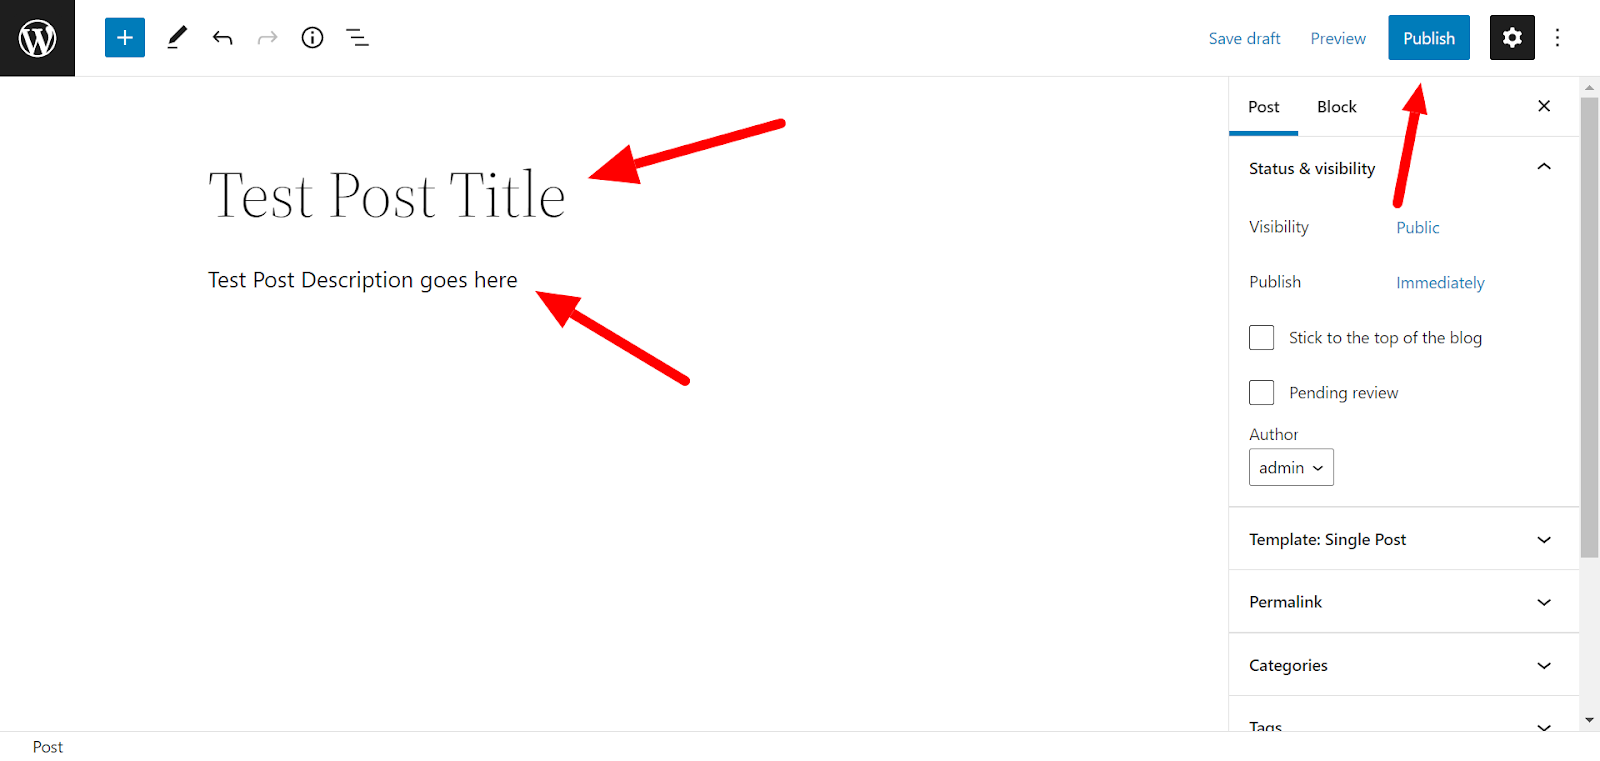 Save draft Preview Publish
Post Block
Test Post Title
Test Post Description goes here
Status & visibility
Visibility Public
Publish Immediately
Stick to the top of the blog
Pending review
Author
admin
Template: Single Post
Permalink
Categories
Tags
Post